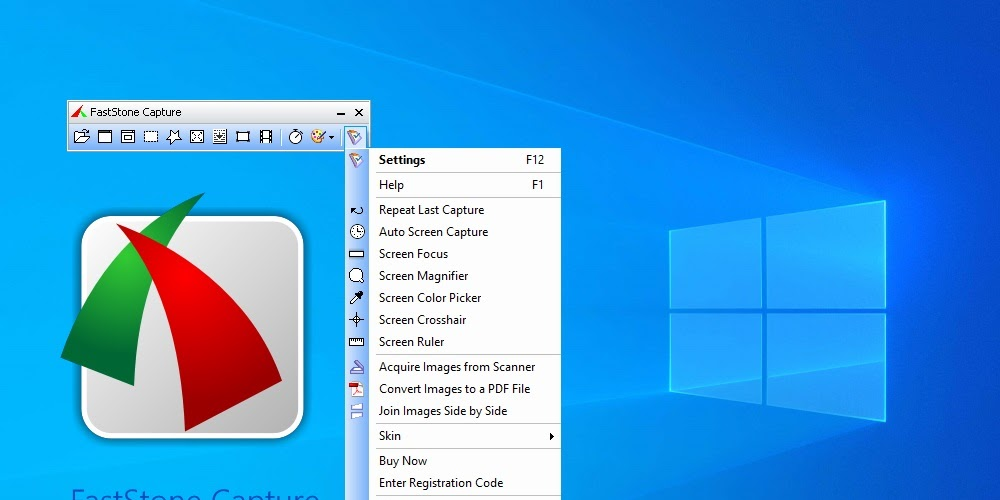 FastStone Capture
Settings F12
Help F1
Repeat Last Capture
Auto Screen Capture
Screen Focus
Screen Magnifier
Screen Color Picker
Screen Crosshair
Screen Ruler
Acquire Images from Scanner
Convert Images to a PDF File
Join Images Side by Side
Skin
Buy Now
Enter Registration Code
FastStone Capture